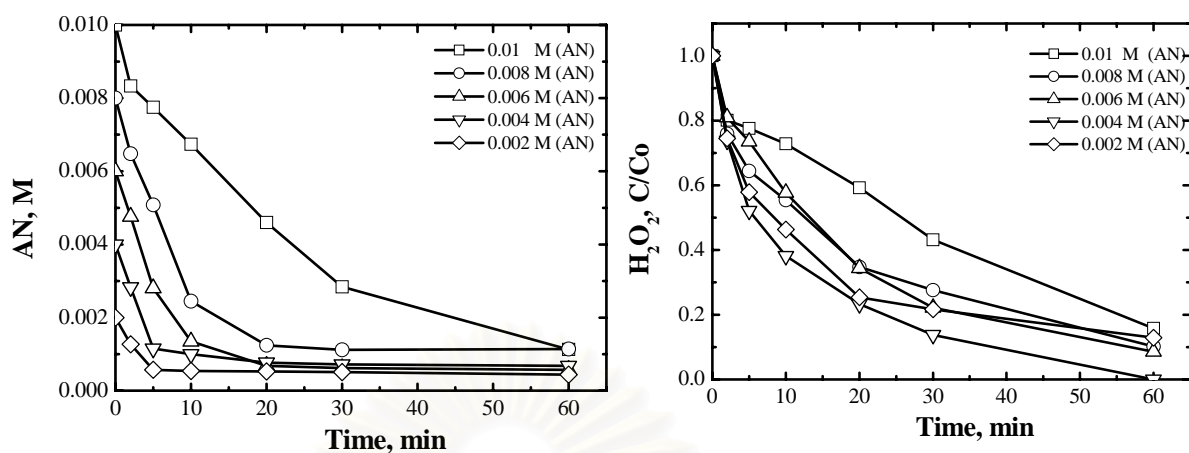 0.010
0.008
0.006
0.004
0.002
0.000
AN, M
0.01 M (AN)
0.008 M (AN)
0.006 M (AN)
0.004 M (AN)
0.002 M (AN)
0 10 20 30 40 50 60
Time, min
1.0
0.8
0.6
0.4
0.2
0.0
H₂O₂, C/Co
0.01 M (AN)
0.008 M (AN)
0.006 M (AN)
0.004 M (AN)
0.002 M (AN)
0 10 20 30 40 50 60
Time, min